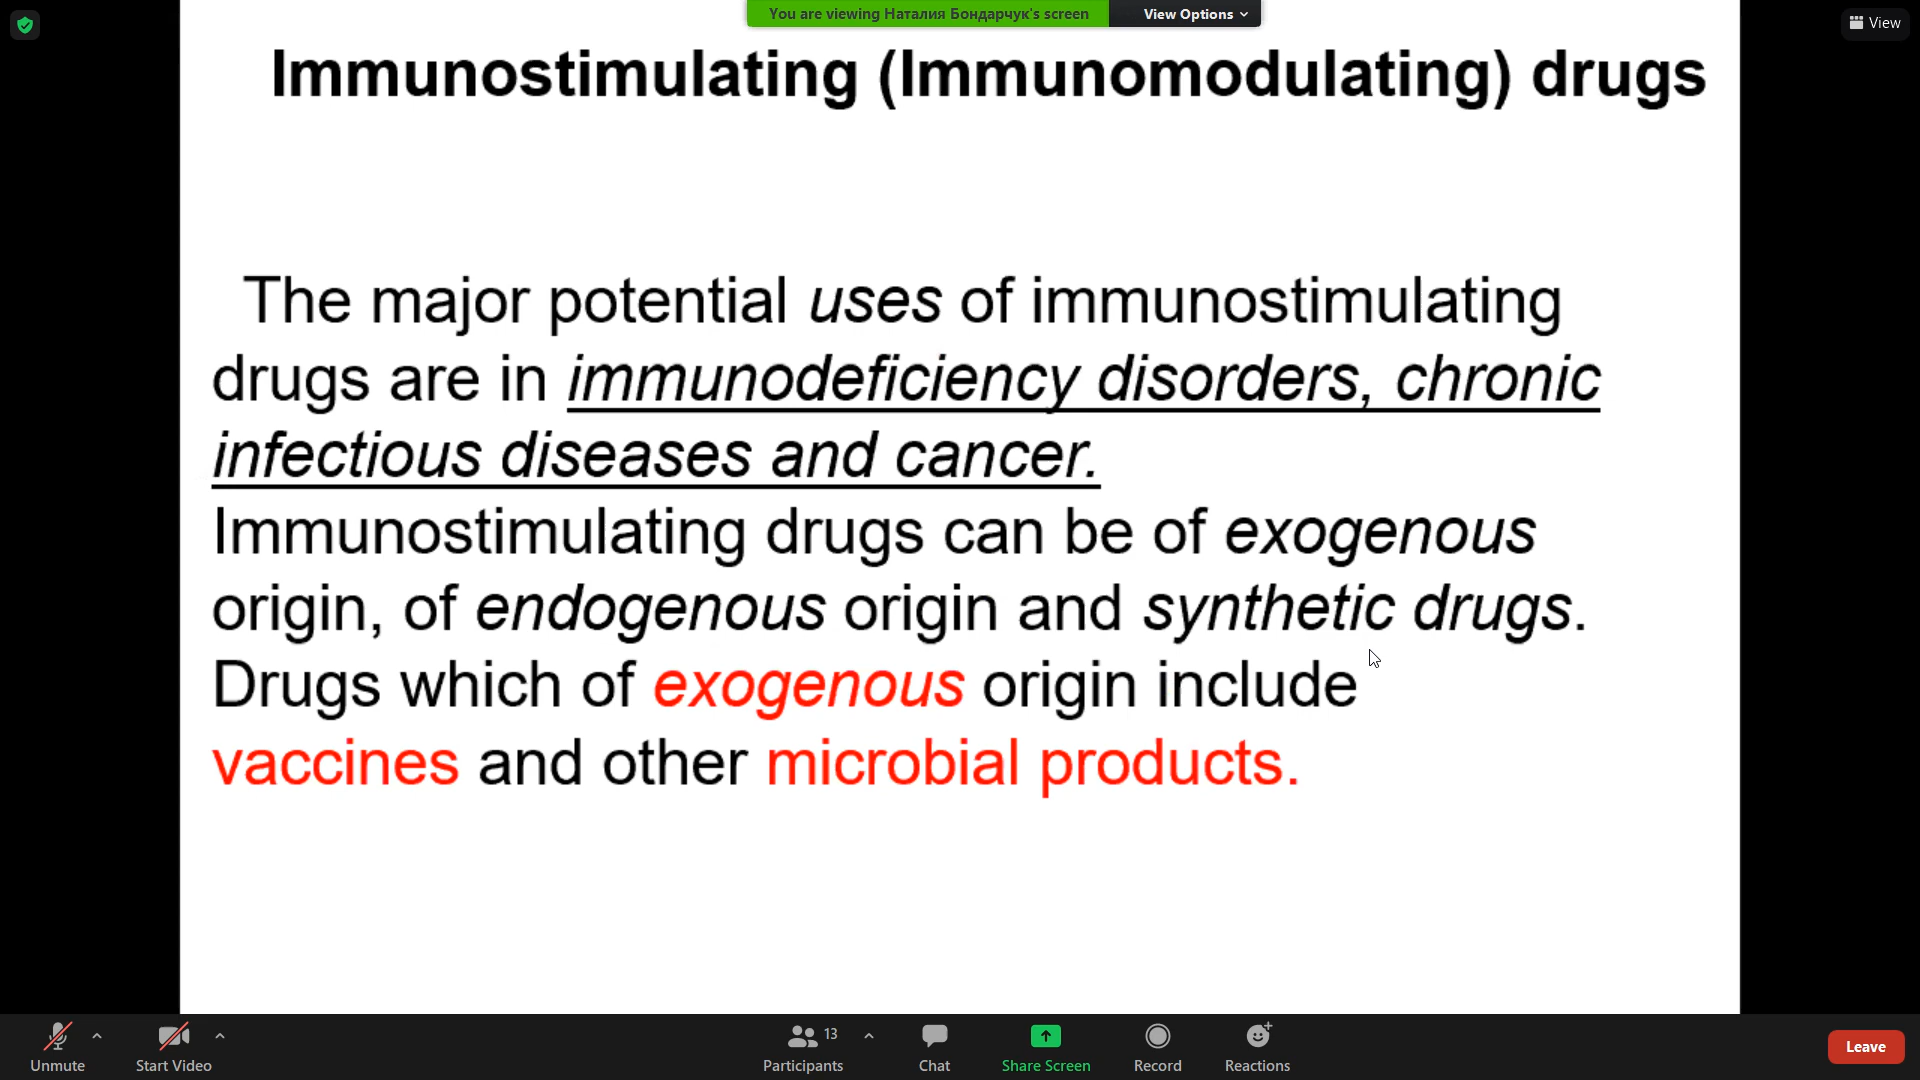 You are viewing Наталия Бондарчук's screen
View Options
View
Immunostimulating (Immunomodulating) drugs
The major potential uses of immunostimulating
drugs are in immunodeficiency disorders, chronic
infectious diseases and cancer.
Immunostimulating drugs can be of exogenous
origin, of endogenous origin and synthetic drugs.
Drugs which of exogenous origin include
vaccines and other microbial products.
Unmute
Start Video
13
Participants
Chat
Share Screen
Record
Reactions
Leave